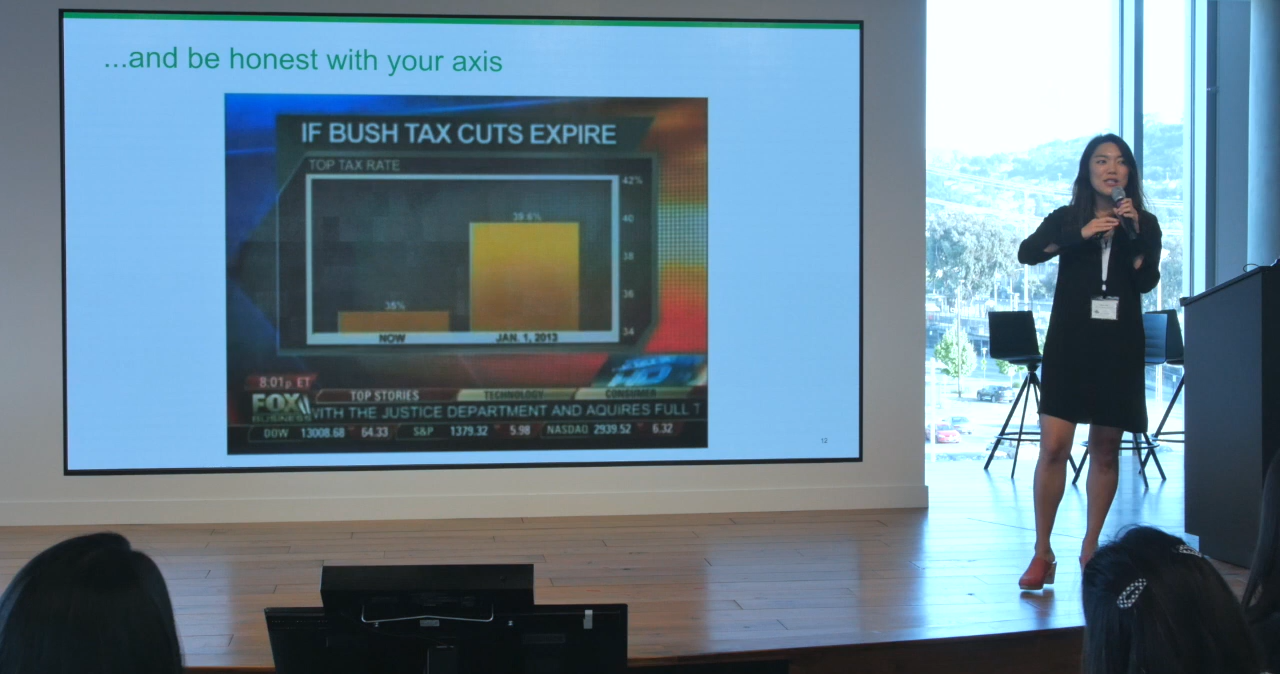 ...and be honest with your axis
IF BUSH TAX CUTS EXPIRE
TOP TAX RATE
42%
39.6%
40
38
36
35%
34
NOW
JAN. 1, 2013
8:01p ET
TOP STORIES
TECHNOLOGY
CONSUMER
FOX
BUSINESS
WITH THE JUSTICE DEPARTMENT AND AQUIRES FULL T
DOW 13008.68 64.33 S&P 1379.32 5.98 NASDAQ 2939.52 6.32
12